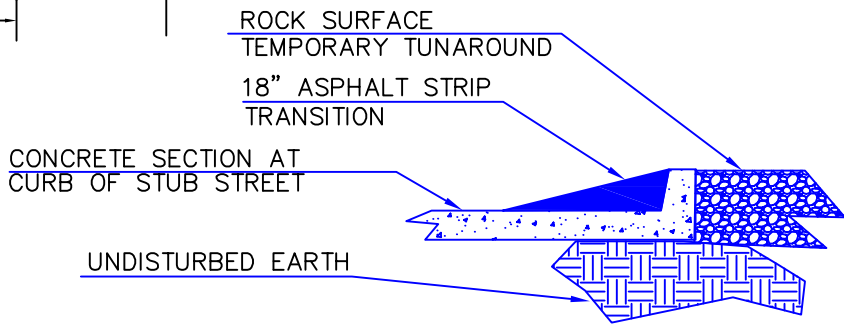 ROCK SURFACE
TEMPORARY TUNAROUND
18" ASPHALT STRIP
TRANSITION
CONCRETE SECTION AT
CURB OF STUB STREET
UNDISTURBED EARTH